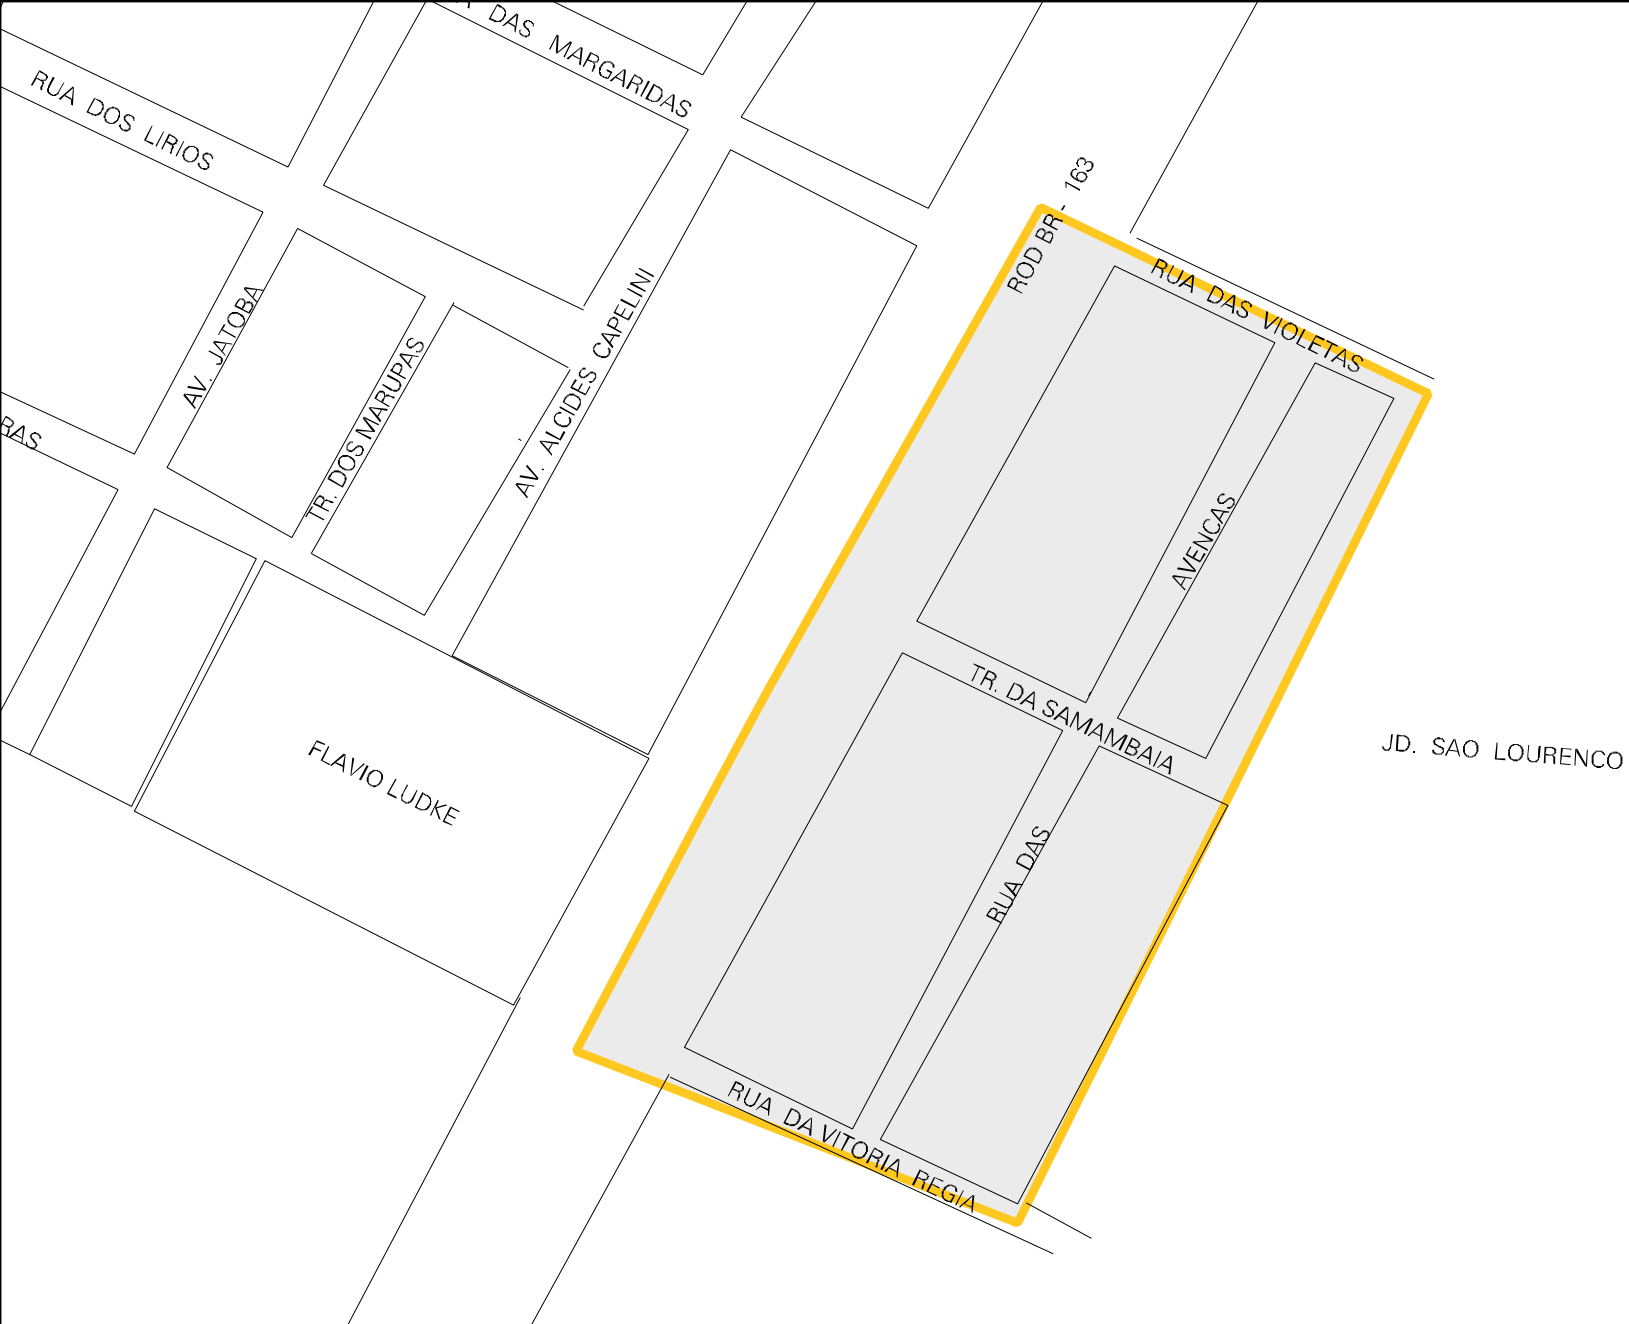 A DAS MARGARIDAS
RUA DOS LIRIOS
ROD BR - 163
RUA DAS VIOLETAS
AV. JATOBA
TR. DOS MARUPAS
AV. ALCIDES CAPELINI
RAS
AVENCAS
TR. DA SAMAMBAIA
JD. SAO LOURENCO
FLAVIO LUDKE
RUA DAS
RUA DA VITORIA REGIA